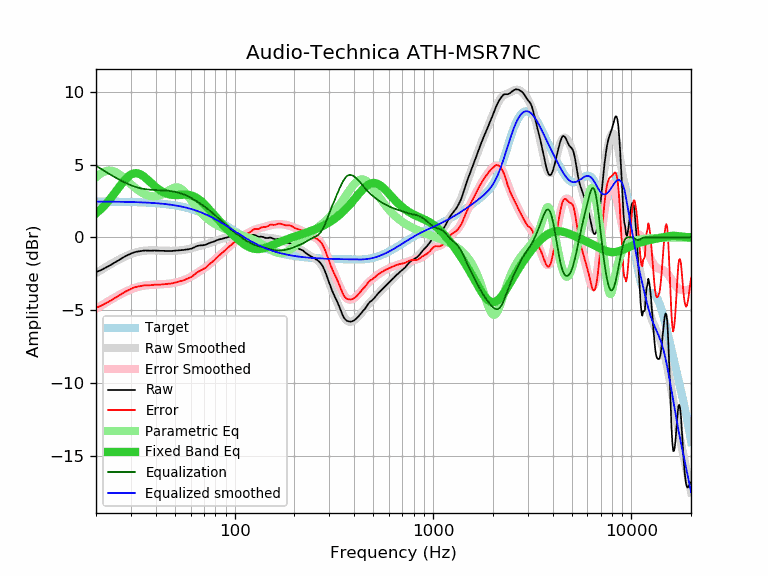 Audio-Technica ATH-MSR7NC
Amplitude (dBr)
10
5
0
−5
−10
−15
Target
Raw Smoothed
Error Smoothed
Raw
Error
Parametric Eq
Fixed Band Eq
Equalization
Equalized smoothed
100
1000
10000
Frequency (Hz)